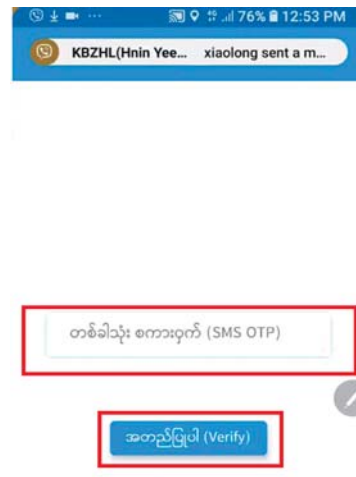 76% 12:53 PM
KBZHL(Hnin Yee... xiaolong sent a m...
တစ်ခါသုံး စကားဝှက် (SMS OTP)
အတည်ပြုပါ (Verify)